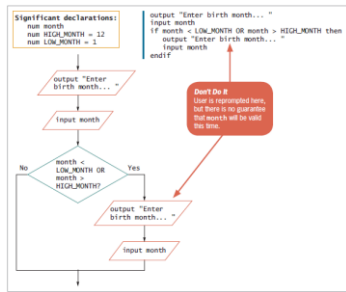 Significant declarations:
num month
num HIGH_MONTH = 12
num LOW_MONTH = 1
output "Enter
birth month... "
input month
month <
LOW_MONTH OR
month >
HIGH_MONTH?
No
Yes
output "Enter
birth month... "
input month
output "Enter birth month... "
input month
if month < LOW_MONTH OR month > HIGH_MONTH then
output "Enter birth month... "
input month
endif
Don't Do It
User is reprompted here,
but there is no guarantee
that month will be valid
this time.